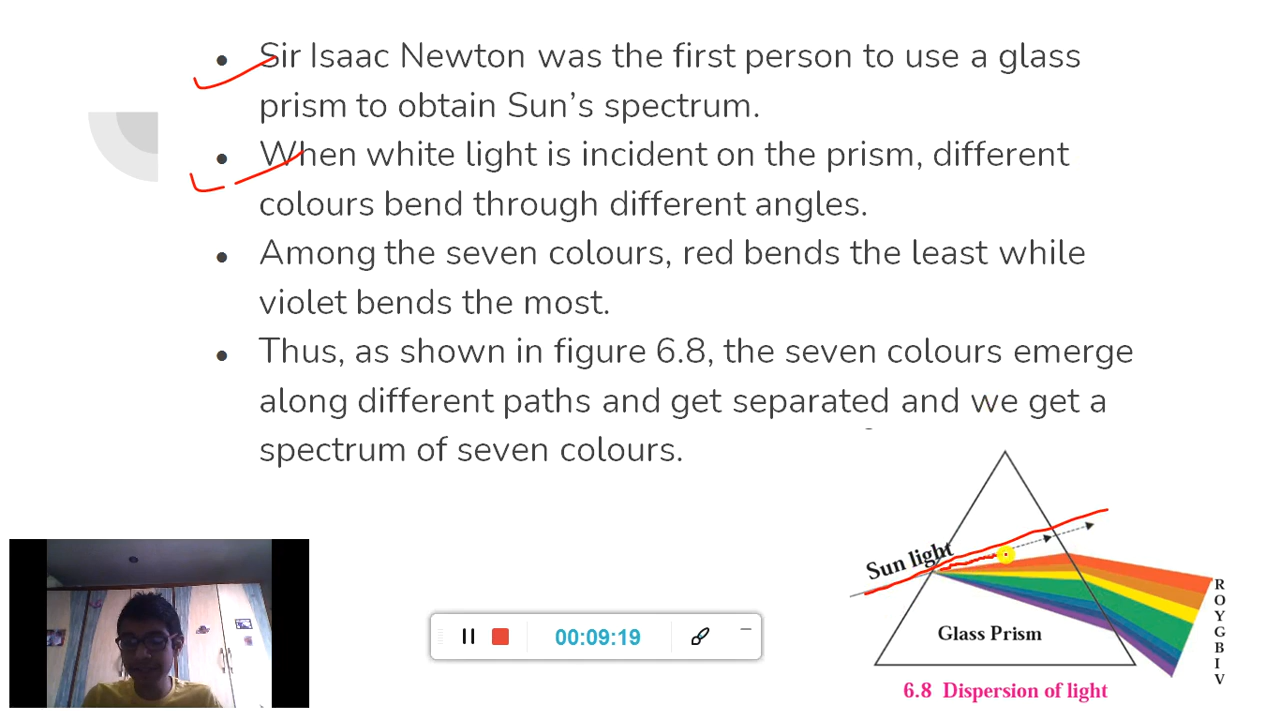 Sir Isaac Newton was the first person to use a glass
prism to obtain Sun's spectrum.
When white light is incident on the prism, different
colours bend through different angles.
Among the seven colours, red bends the least while
violet bends the most.
Thus, as shown in figure 6.8, the seven colours emerge
along different paths and get separated and we get a
spectrum of seven colours.
Sun light
Glass Prism
R
O
Y
G
B
I
V
6.8 Dispersion of light
00:09:19